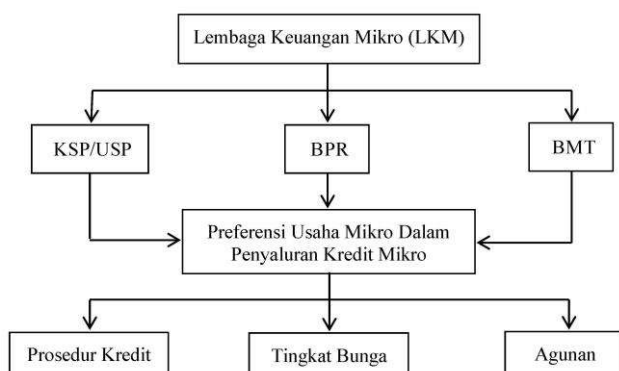 Lembaga Keuangan Mikro (LKM)
KSP/USP
BPR
BMT
Preferensi Usaha Mikro Dalam
Penyaluran Kredit Mikro
Prosedur Kredit
Tingkat Bunga
Agunan